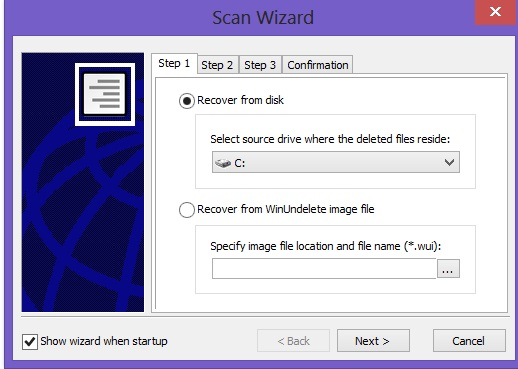 Scan Wizard
Step 1 Step 2 Step 3 Confirmation
Recover from disk
Select source drive where the deleted files reside:
C:
Recover from WinUndelete image file
Specify image file location and file name (*.wui):
...
Show wizard when startup
< Back Next > Cancel